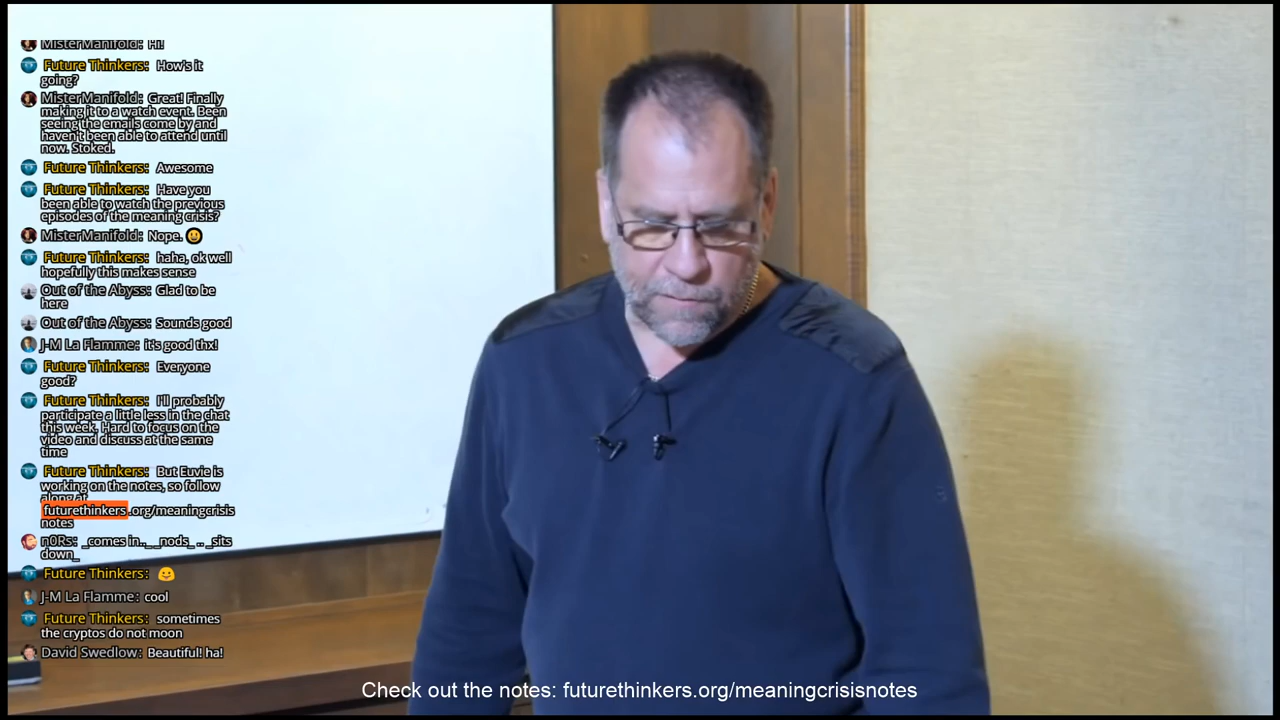 MisterManifold: Hi!
Future Thinkers: How's it
going?
MisterManifold: Great! Finally
making it to a watch event. Been
seeing the emails come by and
haven't been able to attend until
now. Stoked.
Future Thinkers: Awesome
Future Thinkers: Have you
been able to watch the previous
episodes of the meaning crisis?
MisterManifold: Nope. 😀
Future Thinkers: haha, ok well
hopefully this makes sense
Out of the Abyss: Glad to be
here
Out of the Abyss: Sounds good
J-M La Flamme: it's good thx!
Future Thinkers: Everyone
good?
Future Thinkers: I'll probably
participate a little less in the chat
this week. Hard to focus on the
video and discuss at the same
time
Future Thinkers: But Euvie is
working on the notes, so follow
along at
futurethinkers.org/meaningcrisis
notes
n0Rs: _comes in.._ _nods_ .. _sits
down_
Future Thinkers: 🙂
J-M La Flamme: cool
Future Thinkers: sometimes
the cryptos do not moon
David Swedlow: Beautiful! ha!
Check out the notes: futurethinkers.org/meaningcrisisnotes